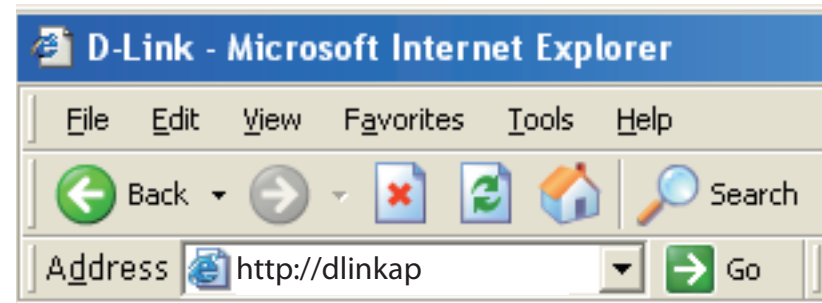 D-Link - Microsoft Internet Explorer
File Edit View Favorites Tools Help
Back Search
Address http://dlinkap Go